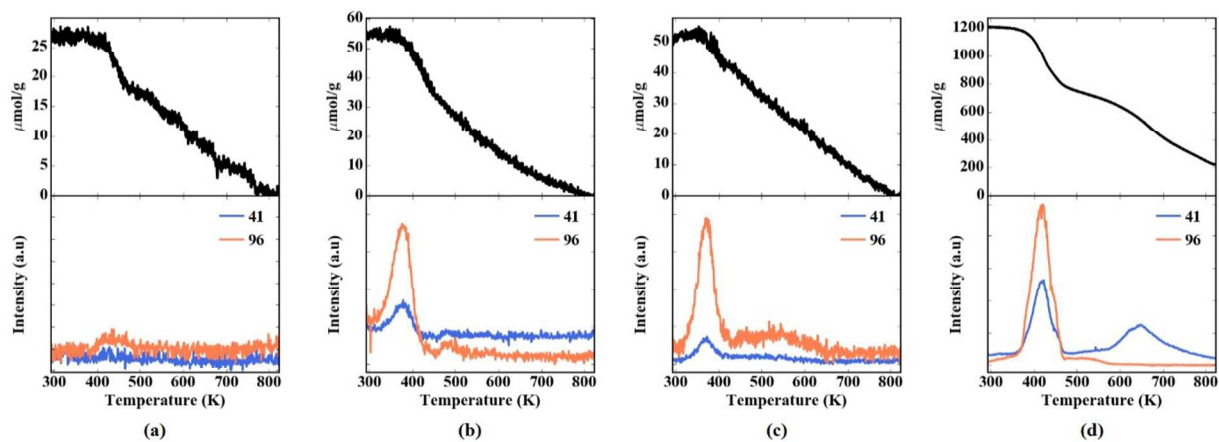 μmol/g
25
20
15
10
5
0
Intensity (a.u)
41
96
300 400 500 600 700 800
Temperature (K)
(a)
μmol/g
60
50
40
30
20
10
0
Intensity (a.u)
41
96
300 400 500 600 700 800
Temperature (K)
(b)
μmol/g
50
40
30
20
10
0
Intensity (a.u)
41
96
300 400 500 600 700 800
Temperature (K)
(c)
μmol/g
1200
1000
800
600
400
200
0
Intensity (a.u)
41
96
300 400 500 600 700 800
Temperature (K)
(d)